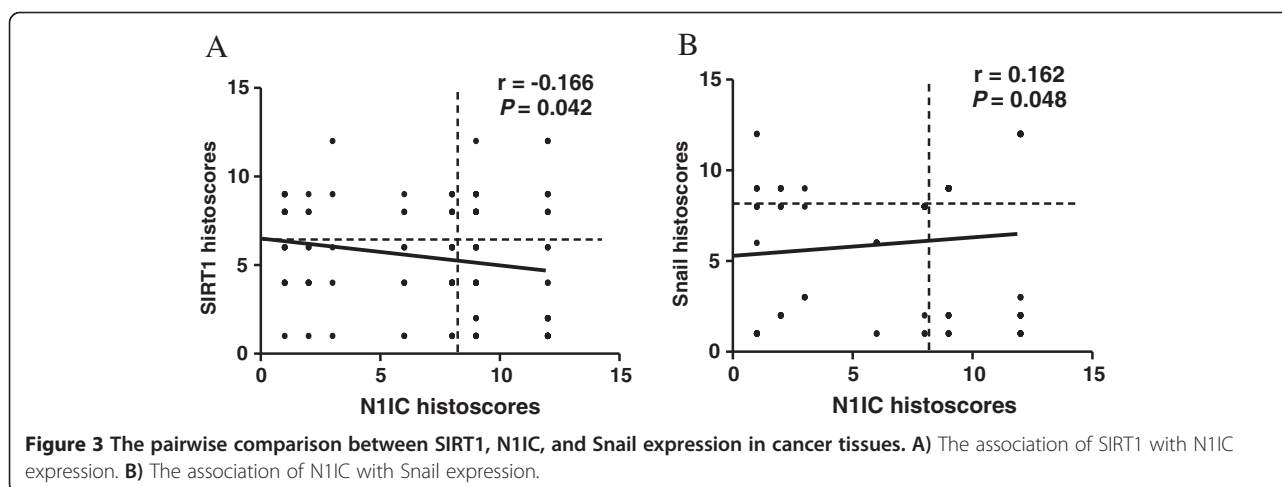 A
r = -0.166
P = 0.042
15
10
5
0
SIRT1 histoscores
0 5 10 15
N1IC histoscores
B
r = 0.162
P = 0.048
15
10
5
0
Snail histoscores
0 5 10 15
N1IC histoscores
Figure 3 The pairwise comparison between SIRT1, N1IC, and Snail expression in cancer tissues. A) The association of SIRT1 with N1IC
expression. B) The association of N1IC with Snail expression.